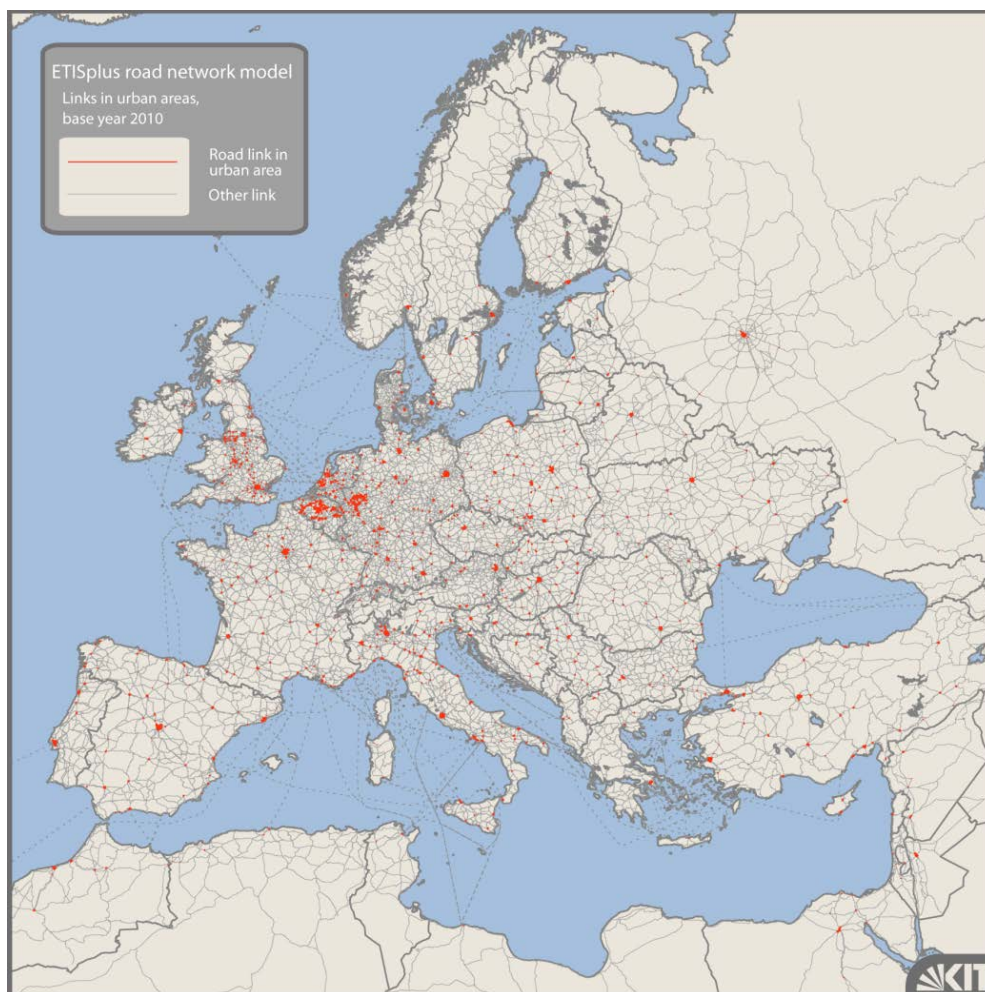 ETISplus road network model
Links in urban areas,
base year 2010
Road link in
urban area
Other link
KIT